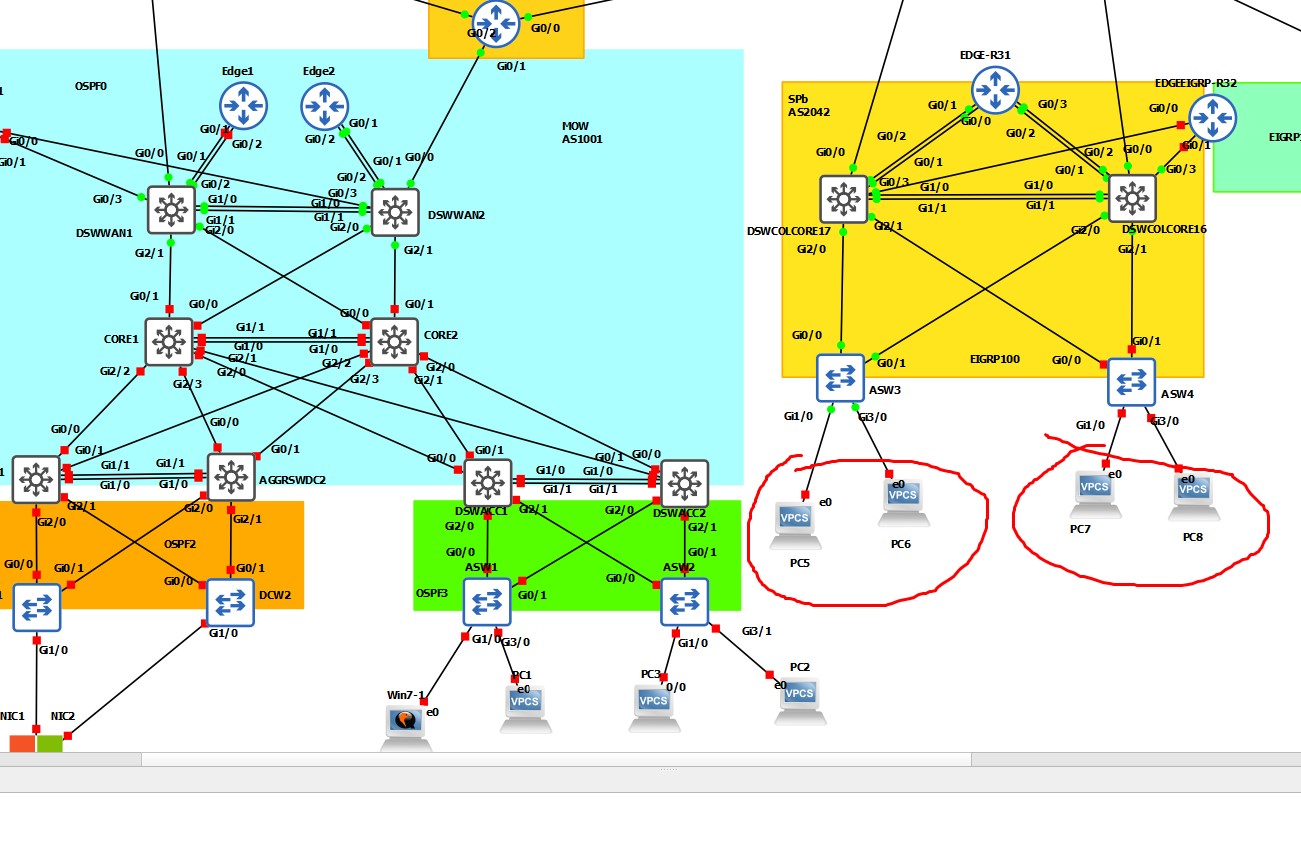 Gi0/2
Gi0/0
Gi0/1
OSPF0
Edge1
Edge2
MOW
AS1001
Gi0/1
Gi0/2
Gi0/1
Gi0/2
Gi0/0
Gi0/1
Gi0/0
Gi0/1
Gi0/2
Gi0/1
Gi0/0
Gi0/3
Gi0/2
Gi0/3
Gi1/0
Gi1/0
Gi1/1
Gi1/1
Gi2/0
Gi2/0
DSWWAN1
DSWWAN2
Gi2/1
Gi2/1
Gi0/1
Gi0/0
Gi0/0
Gi0/1
CORE1
CORE2
Gi1/1
Gi1/1
Gi1/0
Gi1/0
Gi2/1
Gi2/0
Gi2/2
Gi2/3
Gi2/2
Gi2/3
Gi2/0
Gi2/1
Gi0/0
Gi0/0
Gi0/1
Gi0/1
Gi1/1
Gi1/1
Gi1/0
Gi1/0
AGGRSWDC2
Gi2/1
Gi2/0
Gi2/0
Gi2/1
OSPF2
Gi0/0
Gi0/1
Gi0/0
Gi0/1
DCW2
Gi1/0
Gi1/0
NIC1
NIC2
Gi0/0
Gi0/1
Gi0/1
Gi0/0
Gi1/0
Gi1/0
Gi1/1
Gi1/1
DSWACC1
DSWACC2
Gi2/0
Gi2/1
Gi2/0
Gi2/1
Gi0/0
Gi0/1
Gi0/0
Gi0/1
ASW1
ASW2
OSPF3
Gi1/0
Gi3/0
Gi1/0
Gi3/1
Win7-1
e0
PC1
e0
PC3
0/0
PC2
e0
VPCS
VPCS
VPCS
EDGE-R31
EDGEEIGRP-R32
SPb
AS2042
Gi0/1
Gi0/0
Gi0/3
Gi0/2
Gi0/0
Gi0/1
EIGRP
Gi0/2
Gi0/0
Gi0/1
Gi0/3
Gi0/2
Gi0/0
Gi0/1
Gi0/3
Gi1/0
Gi1/0
Gi1/1
Gi1/1
DSWCOLCORE17
DSWCOLCORE16
Gi2/1
Gi2/0
Gi2/0
Gi2/1
Gi0/0
Gi0/1
EIGRP100
Gi0/0
Gi0/1
ASW3
ASW4
Gi1/0
Gi3/0
Gi1/0
Gi3/0
e0
e0
e0
e0
VPCS
VPCS
VPCS
VPCS
PC5
PC6
PC7
PC8